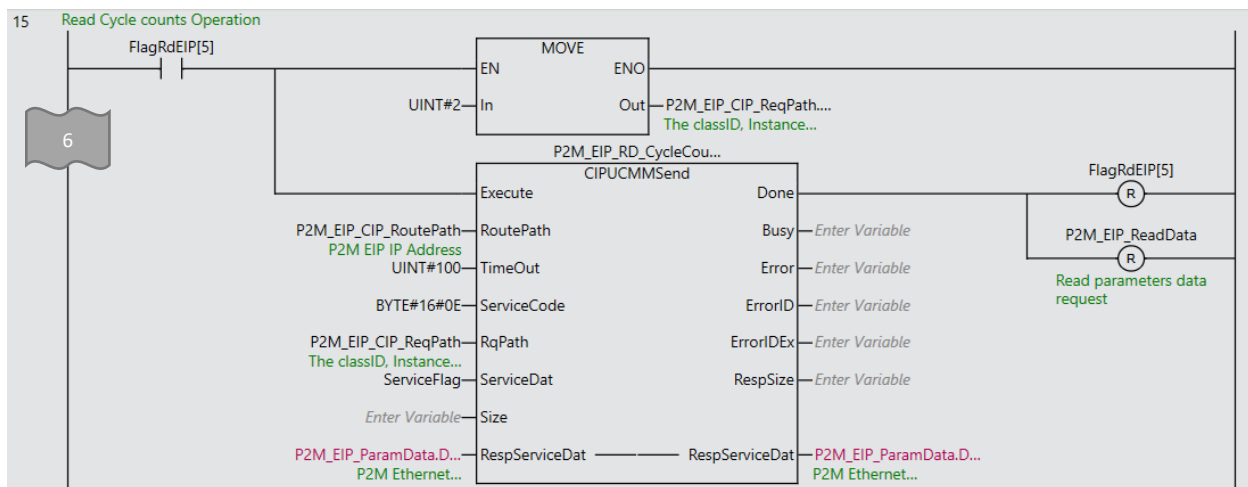 15 Read Cycle counts Operation
FlagRdEIP[5]
MOVE
EN ENO
UINT#2 In Out P2M_EIP_CIP_ReqPath....
The classID, Instance...
6
P2M_EIP_RD_CycleCou...
CIPUCMMSend
FlagRdEIP[5]
Execute Done R
P2M_EIP_CIP_RoutePath RoutePath Busy Enter Variable
P2M_EIP_ReadData
P2M EIP IP Address
UINT#100 TimeOut Error Enter Variable
R
Read parameters data
request
BYTE#16#0E ServiceCode ErrorID Enter Variable
P2M_EIP_CIP_ReqPath RqPath ErrorIDEx Enter Variable
The classID, Instance...
ServiceFlag ServiceDat RespSize Enter Variable
Enter Variable Size
P2M_EIP_ParamData.D... RespServiceDat RespServiceDat P2M_EIP_ParamData.D...
P2M Ethernet... P2M Ethernet...